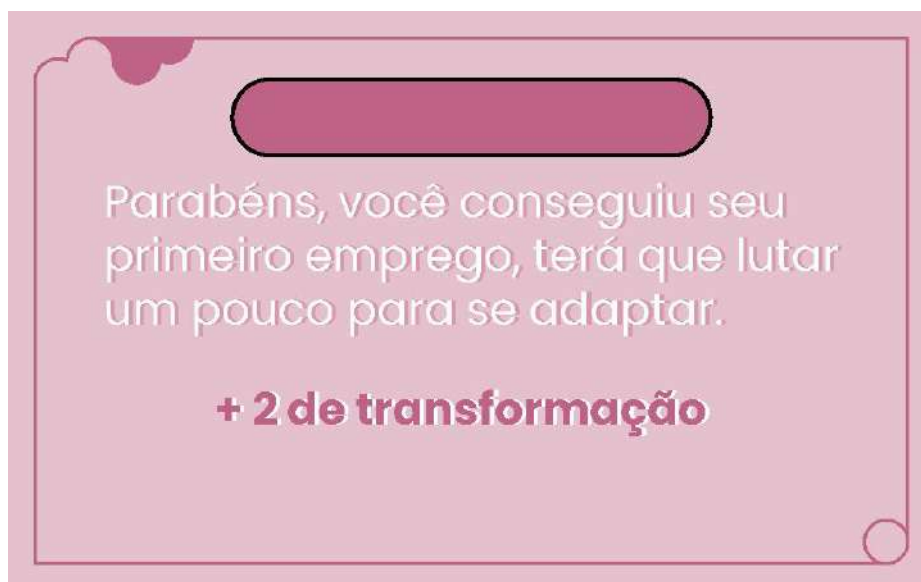 Parabéns, você conseguiu seu
primeiro emprego, terá que lutar
um pouco para se adaptar.
+ 2 de transformação